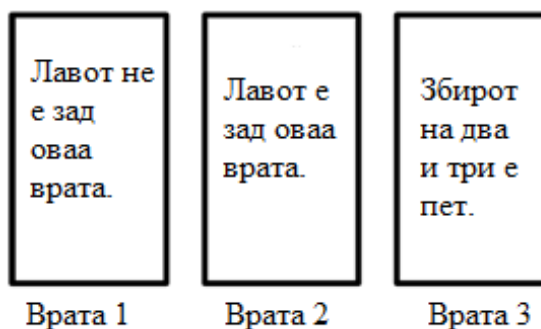 Лавот не
е зад
оваа
врата.
Лавот е
зад оваа
врата.
Збирот
на два
и три е
пет.
Врата 1
Врата 2
Врата 3